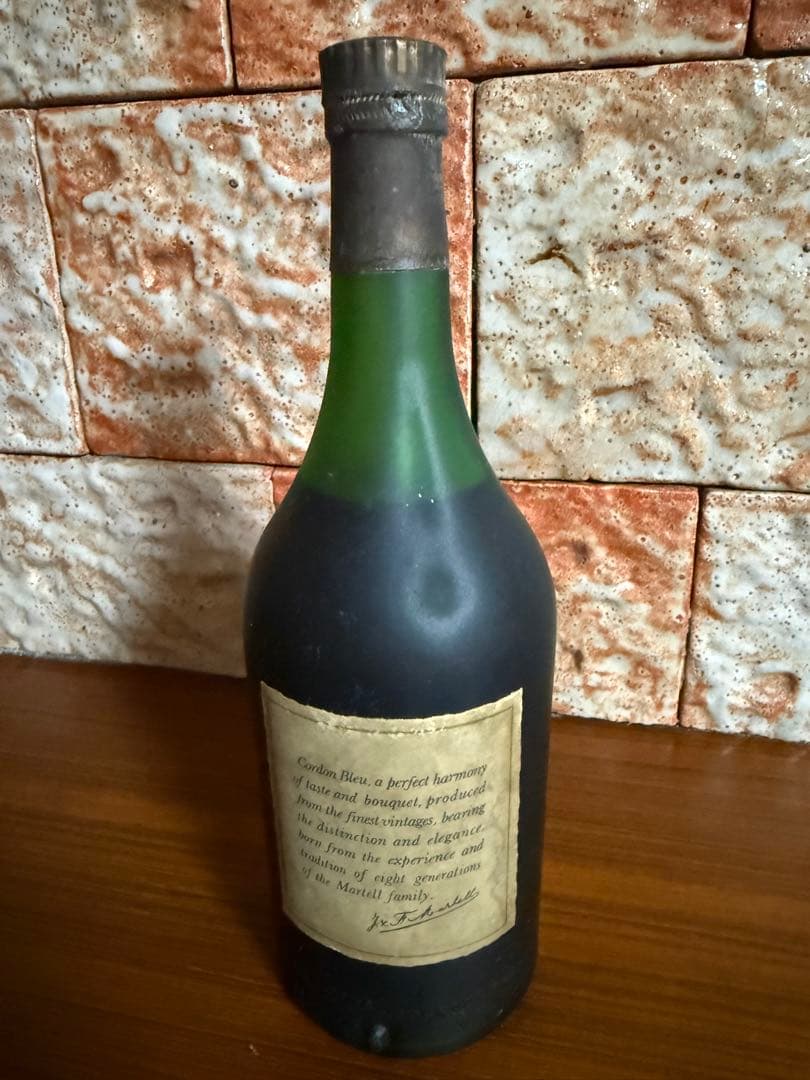 Cordon Bleu, a perfect harmony
of taste and bouquet, produced
from the finest vintages, bearing
the distinction and elegance,
born from the experience and
tradition of eight generations
of the Martell family.
J & F Martell